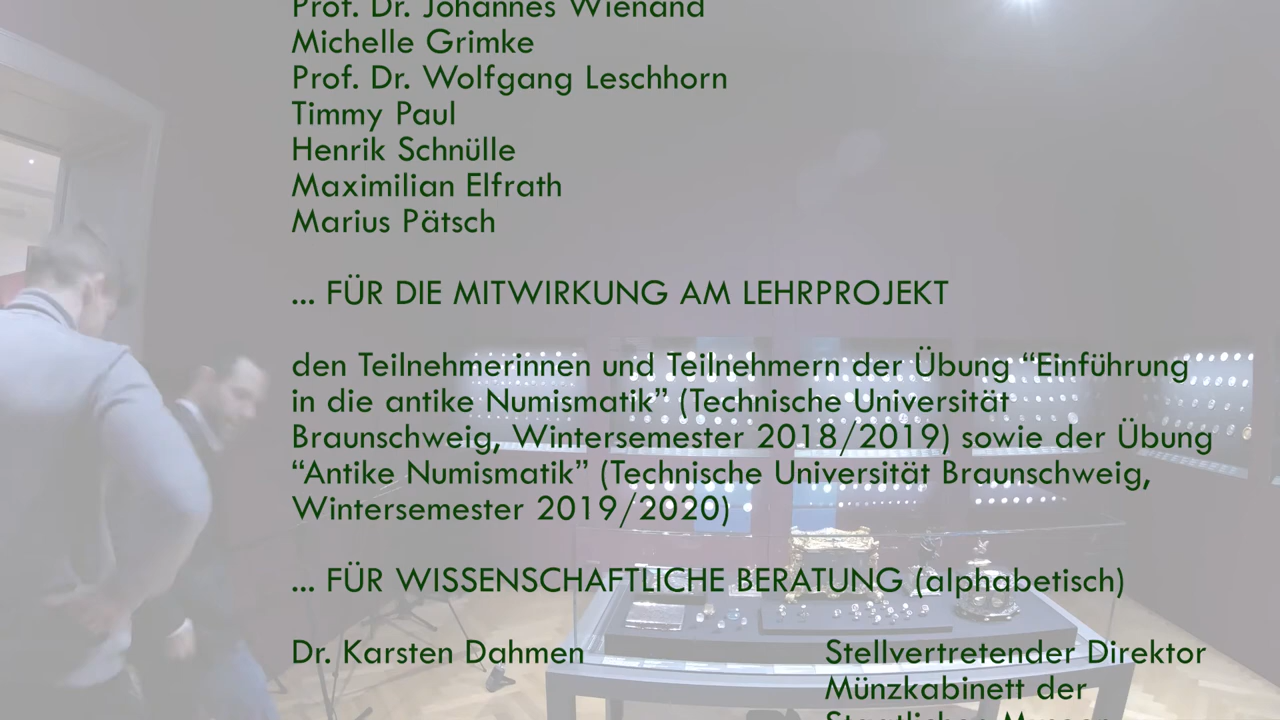 Prof. Dr. Johannes Wienand
Michelle Grimke
Prof. Dr. Wolfgang Leschhorn
Timmy Paul
Henrik Schnülle
Maximilian Elfrath
Marius Pätsch
... FÜR DIE MITWIRKUNG AM LEHRPROJEKT
den Teilnehmerinnen und Teilnehmern der Übung “Einführung
in die antike Numismatik” (Technische Universität
Braunschweig, Wintersemester 2018/2019) sowie der Übung
“Antike Numismatik” (Technische Universität Braunschweig,
Wintersemester 2019/2020)
... FÜR WISSENSCHAFTLICHE BERATUNG (alphabetisch)
Dr. Karsten Dahmen
Stellvertretender Direktor
Münzkabinett der
Staatlichen Museen